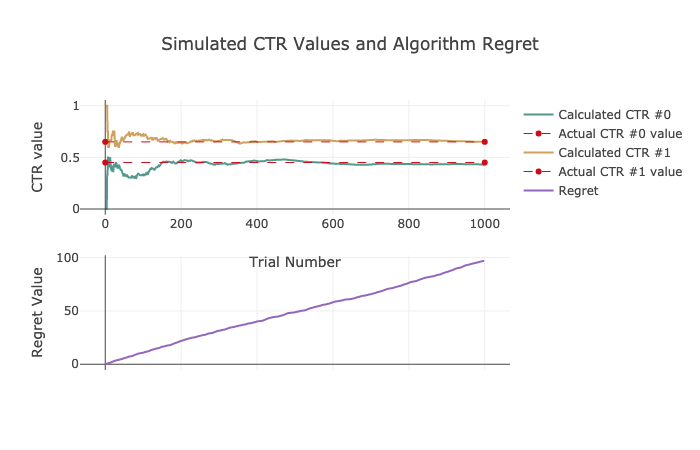 Simulated CTR Values and Algorithm Regret
CTR value
1
0.5
0
0
200
400
600
800
1000
Calculated CTR #0
Actual CTR #0 value
Calculated CTR #1
Actual CTR #1 value
Regret
Trial Number
Regret Value
100
50
0